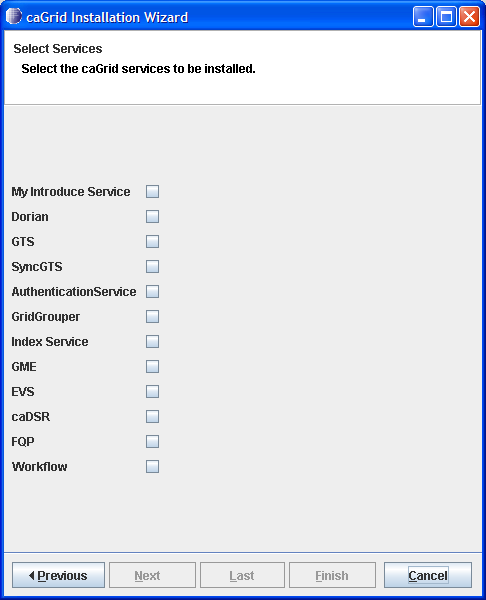 caGrid Installation Wizard
Select Services
Select the caGrid services to be installed.
My Introduce Service
Dorian
GTS
SyncGTS
AuthenticationService
GridGrouper
Index Service
GME
EVS
caDSR
FQP
Workflow
Previous Next Last Finish Cancel